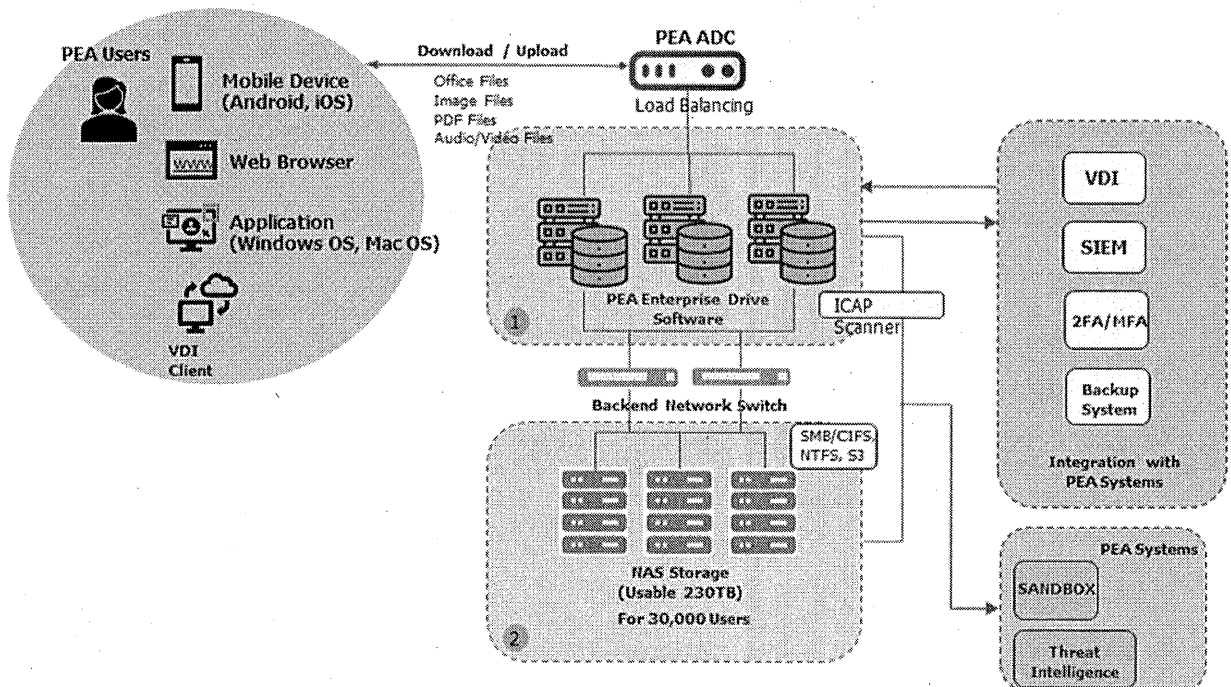 PEA Users
Mobile Device
(Android, iOS)
Web Browser
Application
(Windows OS, Mac OS)
VDI
Client
Download / Upload
Office Files
Image Files
PDF Files
Audio/Video Files
PEA ADC
Load Balancing
PEA Enterprise Drive
Software
1
ICAP
Scanner
Backend Network Switch
SMB/CIFS,
NTFS, S3
NAS Storage
(Usable 230TB)
For 30,000 Users
2
VDI
SIEM
2FA/MFA
Backup
System
Integration with
PEA Systems
PEA Systems
SANDBOX
Threat
Intelligence